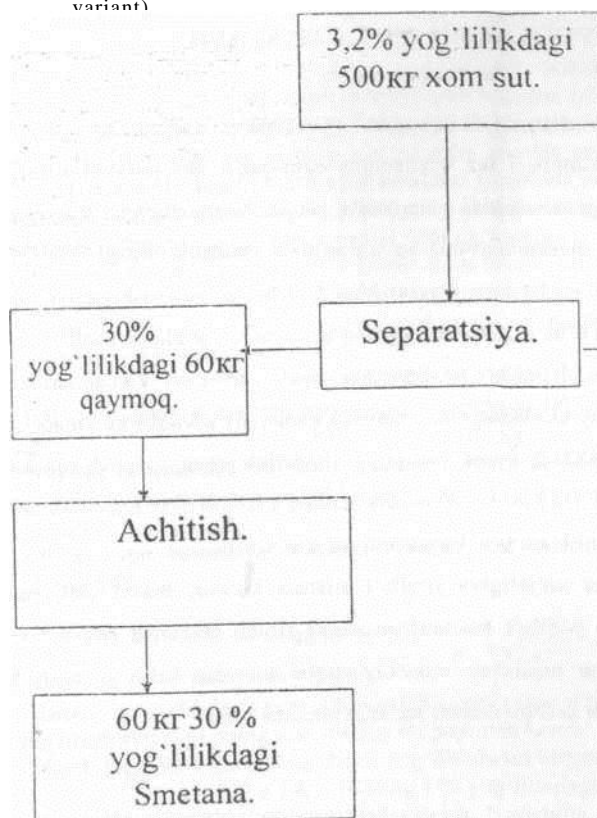 variant)
3,2% yog`lilikdagi
500кг xom sut.
Separatsiya.
30%
yog`lilikdagi 60кг
qaymoq.
Achitish.
60кг 30 %
yog`lilikdagi
Smetana.